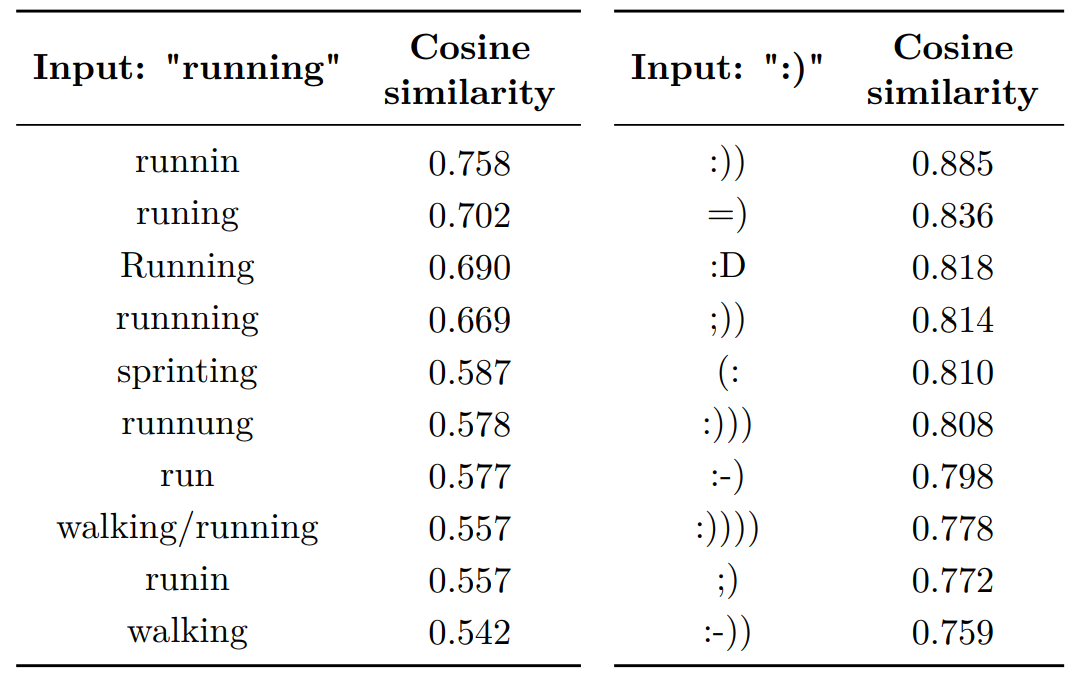 Input: "running" Cosine similarity
runnin 0.758
runing 0.702
Running 0.690
runnning 0.669
sprinting 0.587
runnung 0.578
run 0.577
walking/running 0.557
runin 0.557
walking 0.542
Input: ":)" Cosine similarity
:)) 0.885
=) 0.836
:D 0.818
;)) 0.814
(: 0.810
:))) 0.808
:-) 0.798
:)))) 0.778
;) 0.772
:-)) 0.759